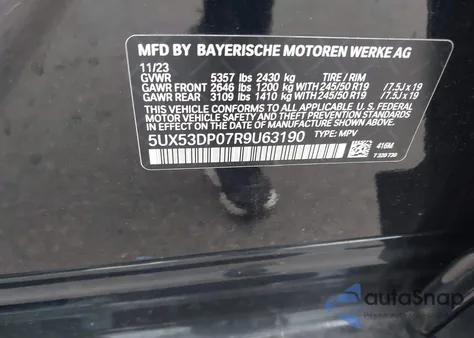 MFD BY BAYERISCHE MOTOREN WERKE AG
11/23
GVWR 5357 lbs 2430 kg TIRE / RIM
GAWR FRONT 2646 lbs 1200 kg WITH 245/50 R19 /7.5J x 19
GAWR REAR 3109 lbs 1410 kg WITH 245/50 R19 /7.5J x 19
THIS VEHICLE CONFORMS TO ALL APPLICABLE U.S. FEDERAL
MOTOR VEHICLE SAFETY, BUMPER, AND THEFT PREVENTION STANDARDS IN
EFFECT ON THE DATE OF MANUFACTURE SHOWN ABOVE.
5UX53DP07R9U63190 TYPE: MPV
416M
autoSnap